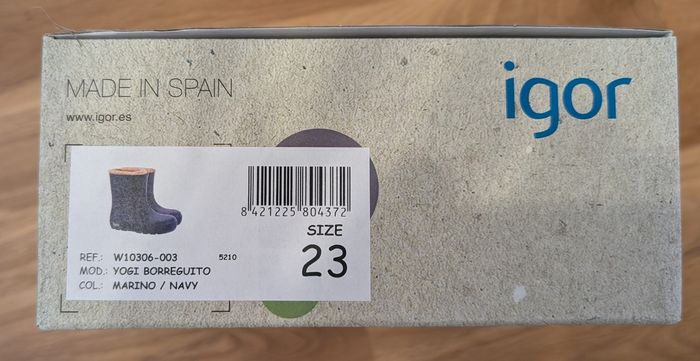 MADE IN SPAIN
www.igor.es
igor
8 421225 804372
SIZE
23
REF.: W10306-003 5210
MOD.: YOGI BORREGUITO
COL.: MARINO / NAVY